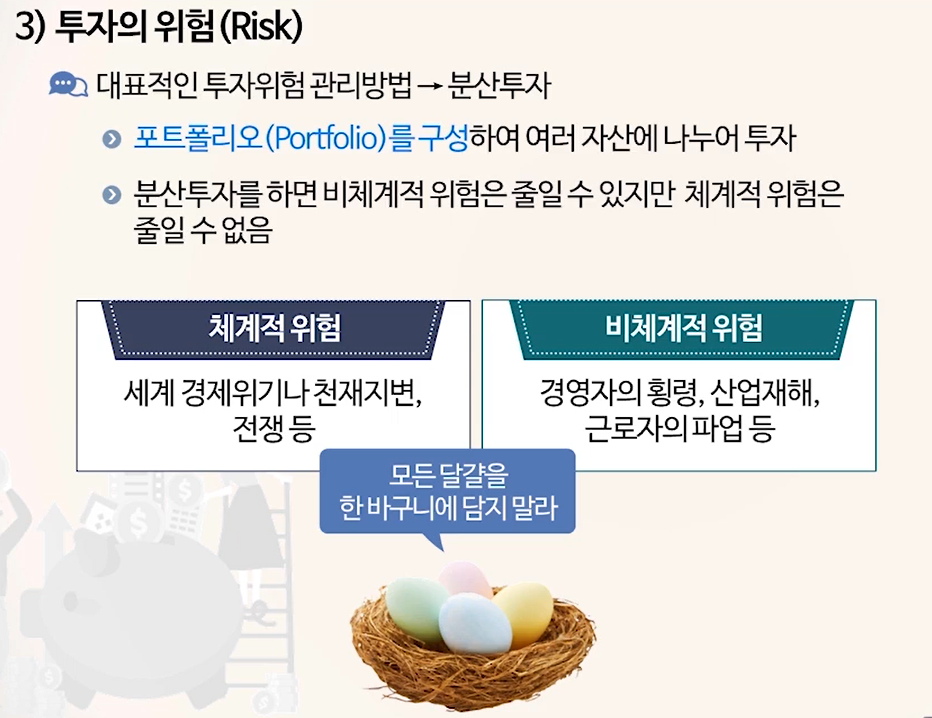 3) 투자의 위험(Risk)
대표적인 투자위험 관리방법 → 분산투자
포트폴리오(Portfolio)를 구성하여 여러 자산에 나누어 투자
분산투자를 하면 비체계적 위험은 줄일 수 있지만 체계적 위험은
줄일 수 없음
체계적 위험
세계 경제위기나 천재지변,
전쟁 등
비체계적 위험
경영자의 횡령, 산업재해,
근로자의 파업 등
모든 달걀을
한 바구니에 담지 말라